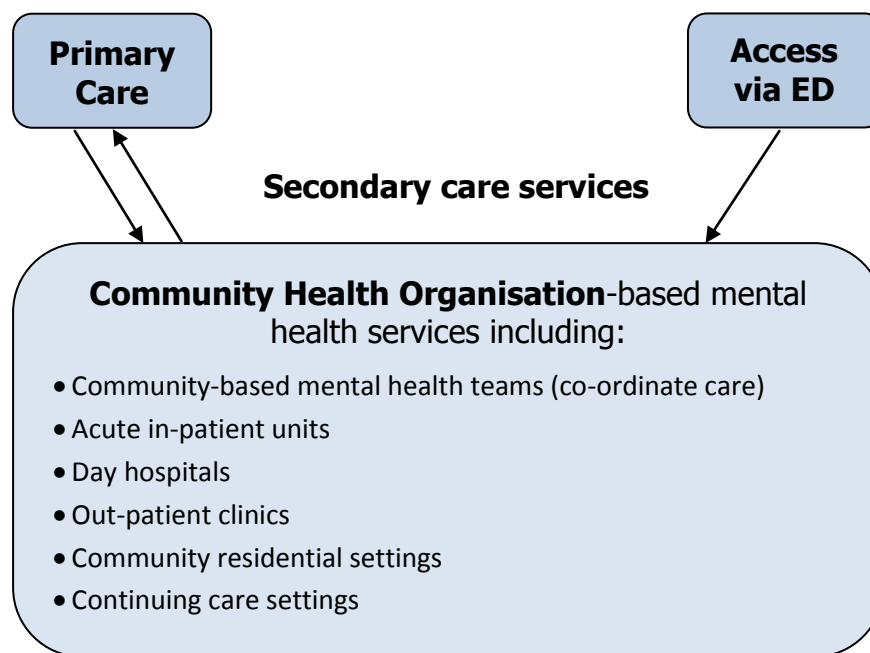 Primary
Care
Access
via ED
Secondary care services
Community Health Organisation-based mental
health services including:
• Community-based mental health teams (co-ordinate care)
• Acute in-patient units
• Day hospitals
• Out-patient clinics
• Community residential settings
• Continuing care settings